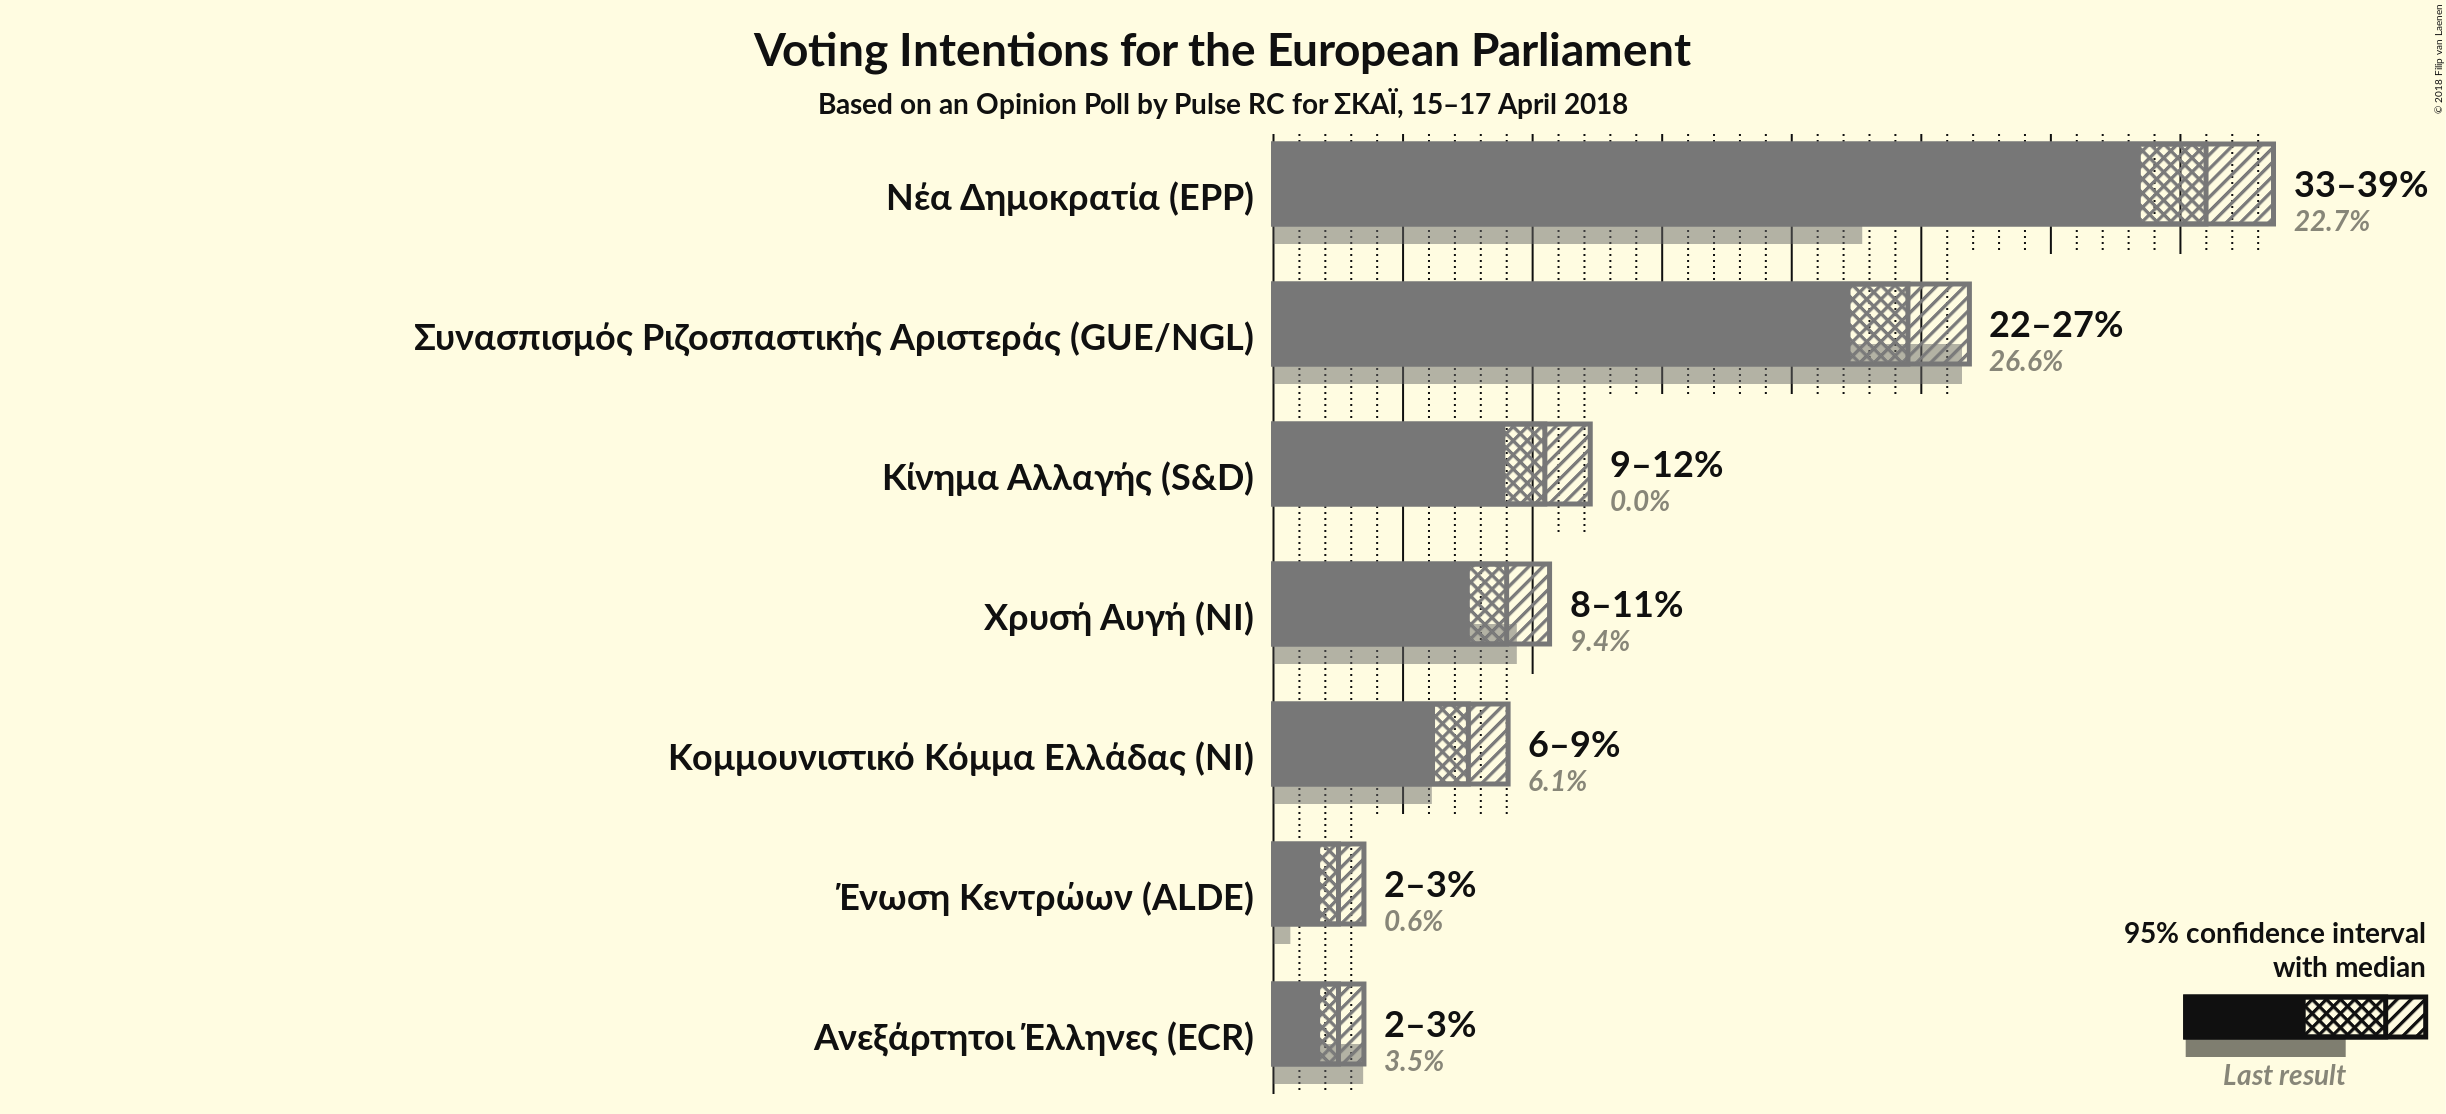 Voting Intentions for the European Parliament
Based on an Opinion Poll by Pulse RC for ΣΚΑΪ, 15–17 April 2018
© 2018 Filip van Laenen
Νέα Δημοκρατία (EPP)
33–39%
22.7%
Συνασπισμός Ριζοσπαστικής Αριστεράς (GUE/NGL)
22–27%
26.6%
Κίνημα Αλλαγής (S&D)
9–12%
0.0%
Χρυσή Αυγή (NI)
8–11%
9.4%
Κομμουνιστικό Κόμμα Ελλάδας (NI)
6–9%
6.1%
Ένωση Κεντρώων (ALDE)
2–3%
0.6%
Ανεξάρτητοι Έλληνες (ECR)
2–3%
3.5%
95% confidence interval
with median
Last result